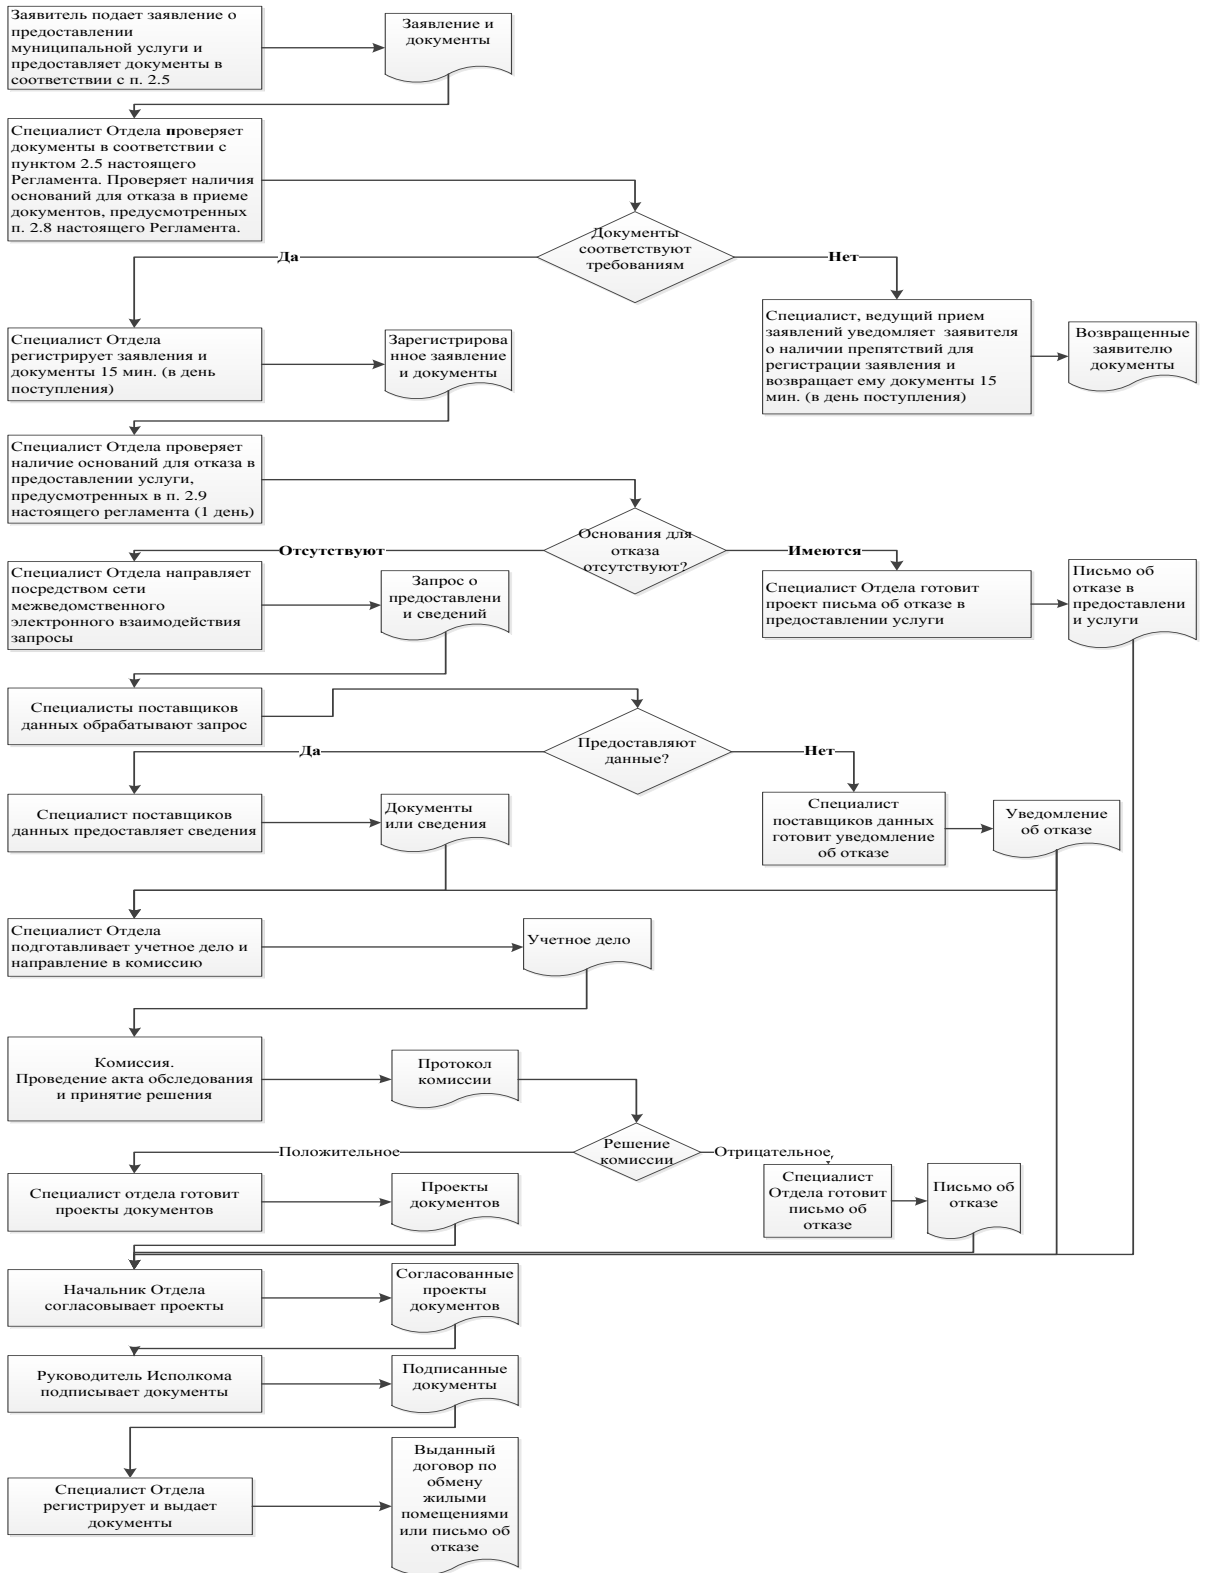 Заявитель подает заявление о
предоставлении
муниципальной услуги и
предоставляет документы в
соответствии с п. 2.5
Заявление и
документы
Специалист Отдела проверяет
документы в соответствии с
пунктом 2.5 настоящего
Регламента. Проверяет наличия
оснований для отказа в приеме
документов, предусмотренных
п. 2.8 настоящего Регламента.
Документы
соответствуют
требованиям
Да
Нет
Специалист Отдела
регистрирует заявления и
документы 15 мин. (в день
поступления)
Зарегистрирова
нное заявление
и документы
Специалист, ведущий прием
заявлений уведомляет заявителя
о наличии препятствий для
регистрации заявления и
возвращает ему документы 15
мин. (в день поступления)
Возвращенные
заявителю
документы
Специалист Отдела проверяет
наличие оснований для отказа в
предоставлении услуги,
предусмотренных в п. 2.9
настоящего регламента (1 день)
Основания для
отказа
отсутствуют?
Отсутствуют
Имеются
Специалист Отдела направляет
посредством сети
межведомственного
электронного взаимодействия
запросы
Запрос о
предоставлени
и сведений
Специалист Отдела готовит
проект письма об отказе в
предоставлении услуги
Письмо об
отказе в
предоставлени
и услуги
Специалисты поставщиков
данных обрабатывают запрос
Предоставляют
данные?
Да
Нет
Специалист поставщиков
данных предоставляет сведения
Документы
или сведения
Специалист
поставщиков данных
готовит уведомление
об отказе
Уведомление
об отказе
Специалист Отдела
подготавливает учетное дело и
направление в комиссию
Учетное дело
Комиссия.
Проведение акта обследования
и принятие решения
Протокол
комиссии
Решение
комиссии
Положительное
Отрицательное,
Специалист отдела готовит
проекты документов
Проекты
документов
Специалист
Отдела готовит
письмо об
отказе
Письмо об
отказе
Начальник Отдела
согласовывает проекты
Согласованные
проекты
документов
Руководитель Исполкома
подписывает документы
Подписанные
документы
Специалист Отдела
регистрирует и выдает
документы
Выданный
договор по
обмену
жилыми
помещениями
или письмо об
отказе